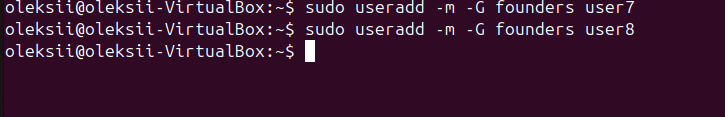 oleksii@oleksii-VirtualBox:~$ sudo useradd -m -G founders user7
oleksii@oleksii-VirtualBox:~$ sudo useradd -m -G founders user8
oleksii@oleksii-VirtualBox:~$